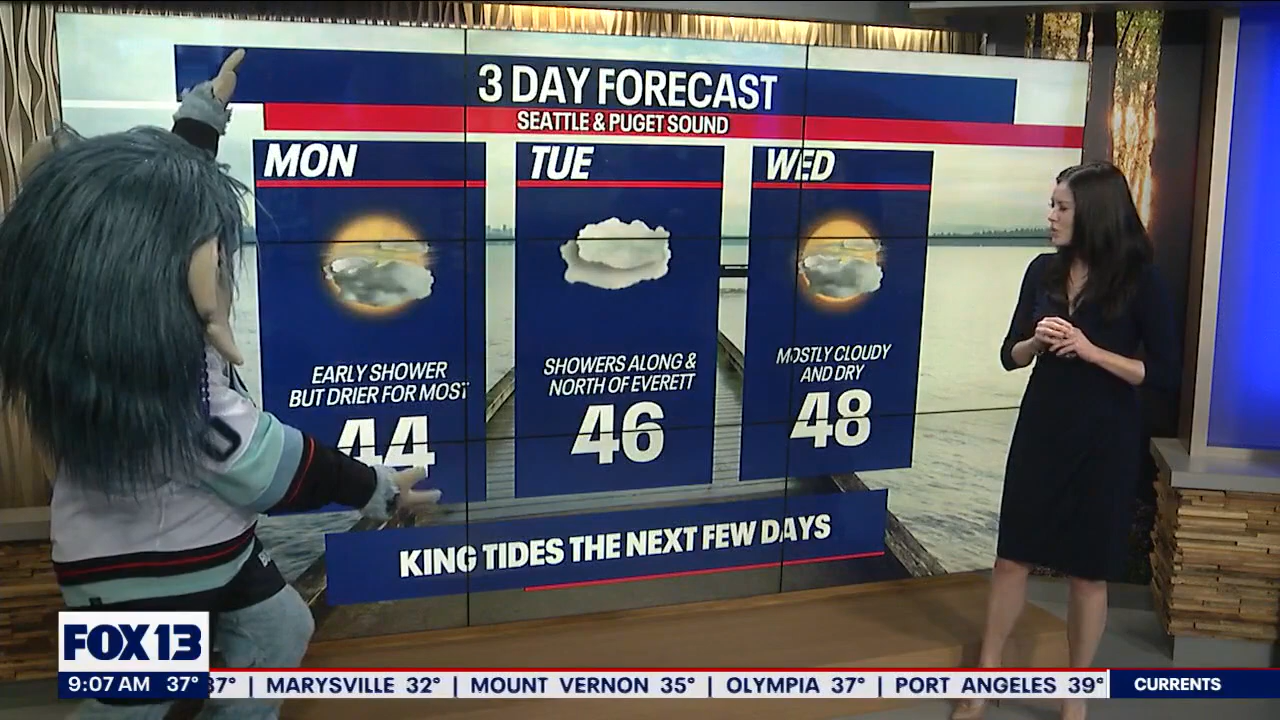 3 DAY FORECAST
SEATTLE & PUGET SOUND
MON
EARLY SHOWER
BUT DRIER FOR MOST
44
TUE
SHOWERS ALONG &
NORTH OF EVERETT
46
WED
MOSTLY CLOUDY
AND DRY
48
KING TIDES THE NEXT FEW DAYS
0
FOX 13
9:07 AM 37° 37° | MARYSVILLE 32° | MOUNT VERNON 35° | OLYMPIA 37° | PORT ANGELES 39° CURRENTS